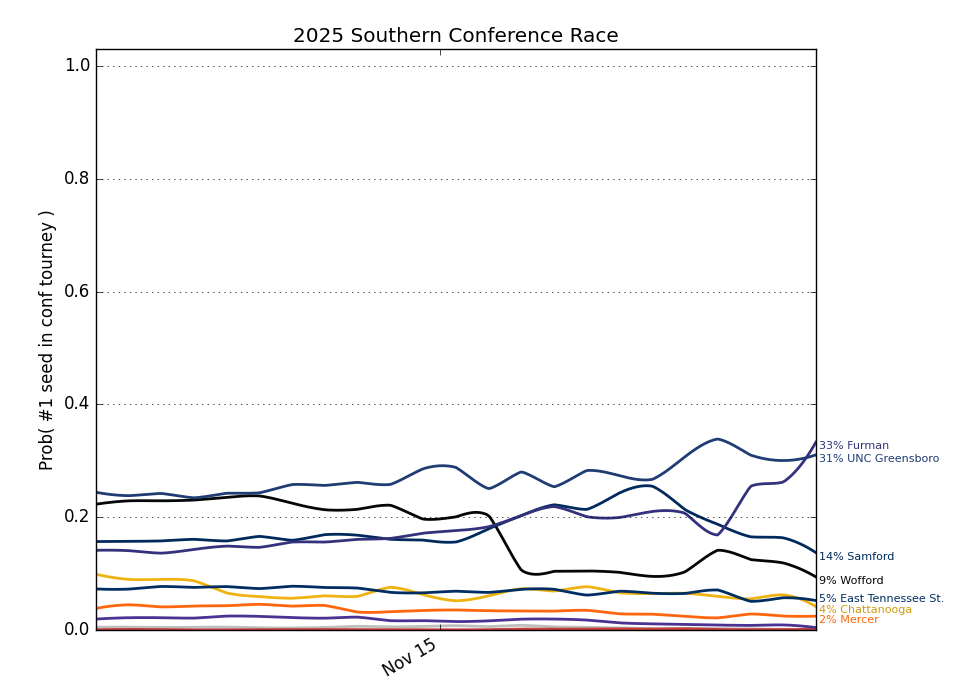 2025 Southern Conference Race
Prob( #1 seed in conf tourney )
1.0
0.8
0.6
0.4
0.2
0.0
Nov 15
33% Furman
31% UNC Greensboro
14% Samford
9% Wofford
5% East Tennessee St.
4% Chattanooga
2% Mercer